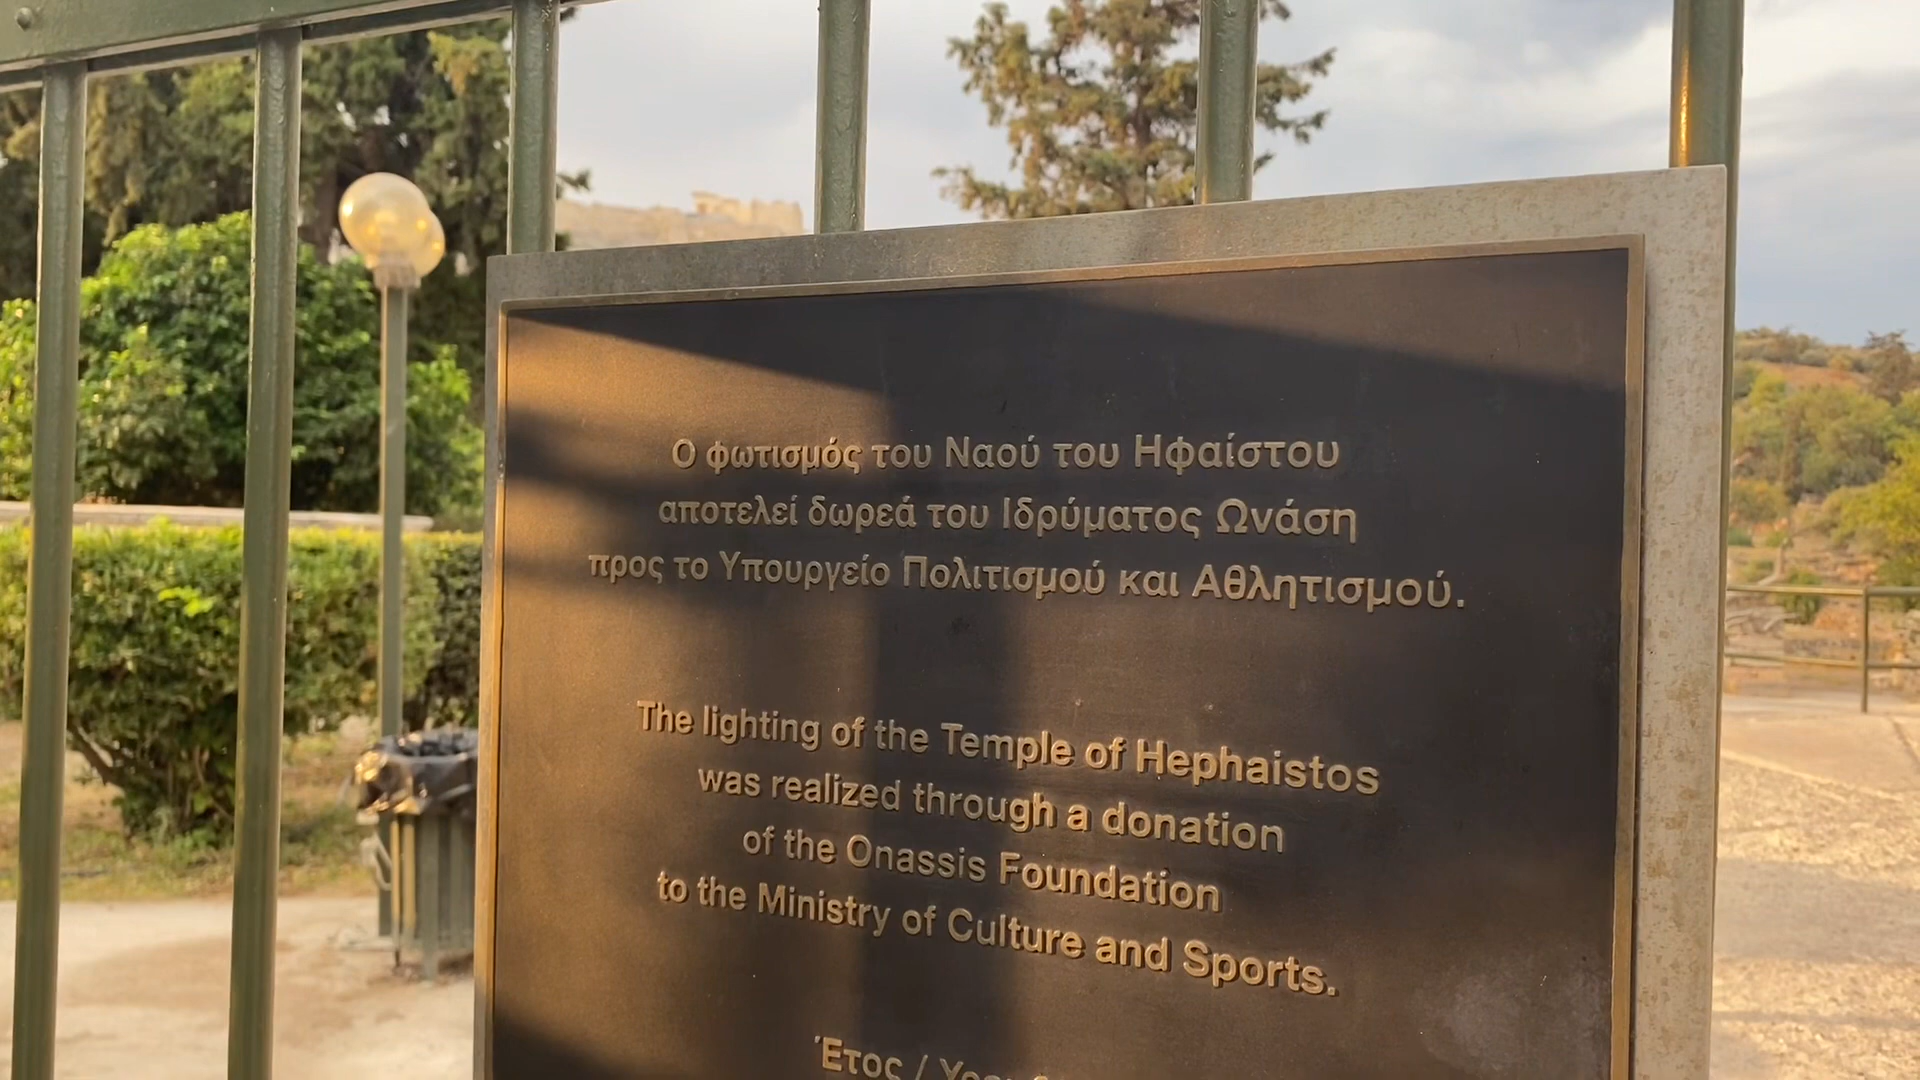 Ο φωτισμός του Ναού του Ηφαίστου
αποτελεί δωρεά του Ιδρύματος Ωνάση
προς το Υπουργείο Πολιτισμού και Αθλητισμού.
The lighting of the Temple of Hephaistos
was realized through a donation
of the Onassis Foundation
to the Ministry of Culture and Sports.
Έτος /